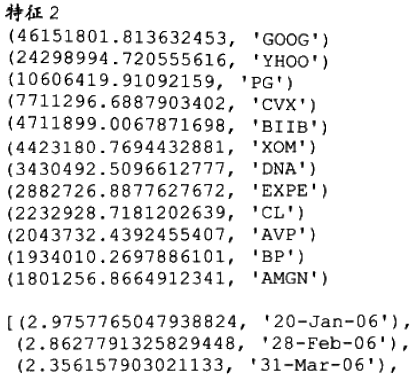 特征 2
(46151801.813632453, 'GOOG')
(24298994.720555616, 'YHOO')
(10606419.91092159, 'PG')
(7711296.6887903402, 'CVX')
(4711899.0067871698, 'BIIB')
(4423180.7694432881, 'XOM')
(3430492.5096612777, 'DNA')
(2882726.8877627672, 'EXPE')
(2232928.7181202639, 'CL')
(2043732.4392455407, 'AVP')
(1934010.2697886101, 'BP')
(1801256.8664912341, 'AMGN')
[(2.9757765047938824, '20-Jan-06'),
(2.8627791325829448, '28-Feb-06'),
(2.356157903021133, '31-Mar-06'),